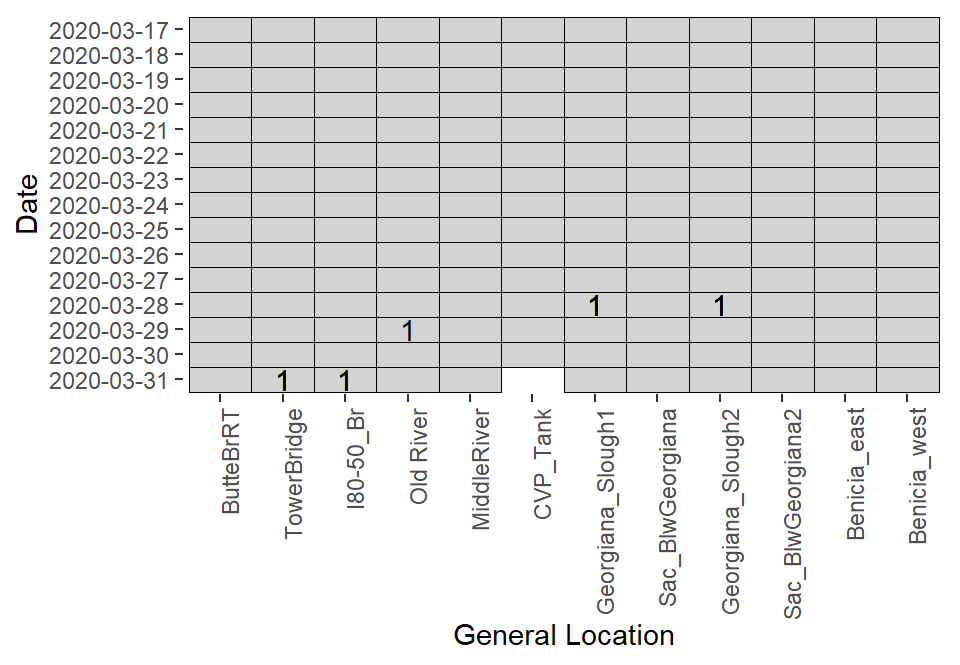 Date
2020-03-17
2020-03-18
2020-03-19
2020-03-20
2020-03-21
2020-03-22
2020-03-23
2020-03-24
2020-03-25
2020-03-26
2020-03-27
2020-03-28 1 1
2020-03-29 1
2020-03-30
2020-03-31 1 1
ButteBrRT
TowerBridge
I80-50_Br
Old River
MiddleRiver
CVP_Tank
Georgiana_Slough1
Sac_BlwGeorgiana
Georgiana_Slough2
Sac_BlwGeorgiana2
Benicia_east
Benicia_west
General Location